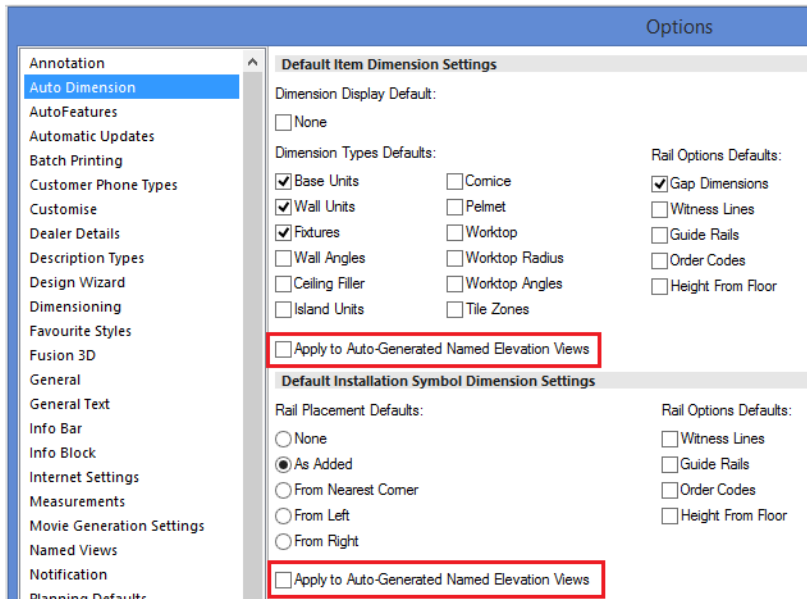 Options
Annotation
Auto Dimension
AutoFeatures
Automatic Updates
Batch Printing
Customer Phone Types
Customise
Dealer Details
Description Types
Design Wizard
Dimensioning
Favourite Styles
Fusion 3D
General
General Text
Info Bar
Info Block
Internet Settings
Measurements
Movie Generation Settings
Named Views
Notification
Planning Defaults
Default Item Dimension Settings
Dimension Display Default:
None
Dimension Types Defaults:
Base Units
Wall Units
Fixtures
Wall Angles
Ceiling Filler
Island Units
Cornice
Pelmet
Worktop
Worktop Radius
Worktop Angles
Tile Zones
Rail Options Defaults:
Gap Dimensions
Witness Lines
Guide Rails
Order Codes
Height From Floor
Apply to Auto-Generated Named Elevation Views
Default Installation Symbol Dimension Settings
Rail Placement Defaults:
None
As Added
From Nearest Corner
From Left
From Right
Rail Options Defaults:
Witness Lines
Guide Rails
Order Codes
Height From Floor
Apply to Auto-Generated Named Elevation Views